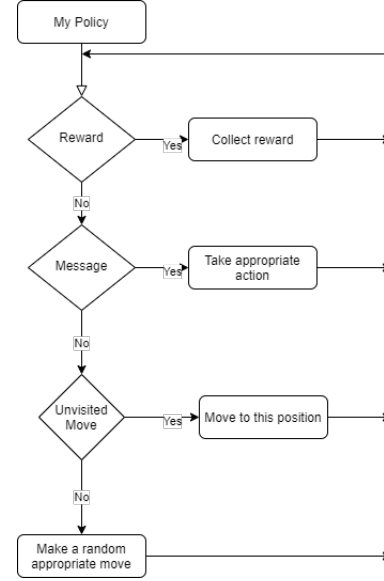 My Policy
Reward
Yes
Collect reward
No
Message
Yes
Take appropriate
action
No
Unvisited
Move
Yes
Move to this position
No
Make a random
appropriate move